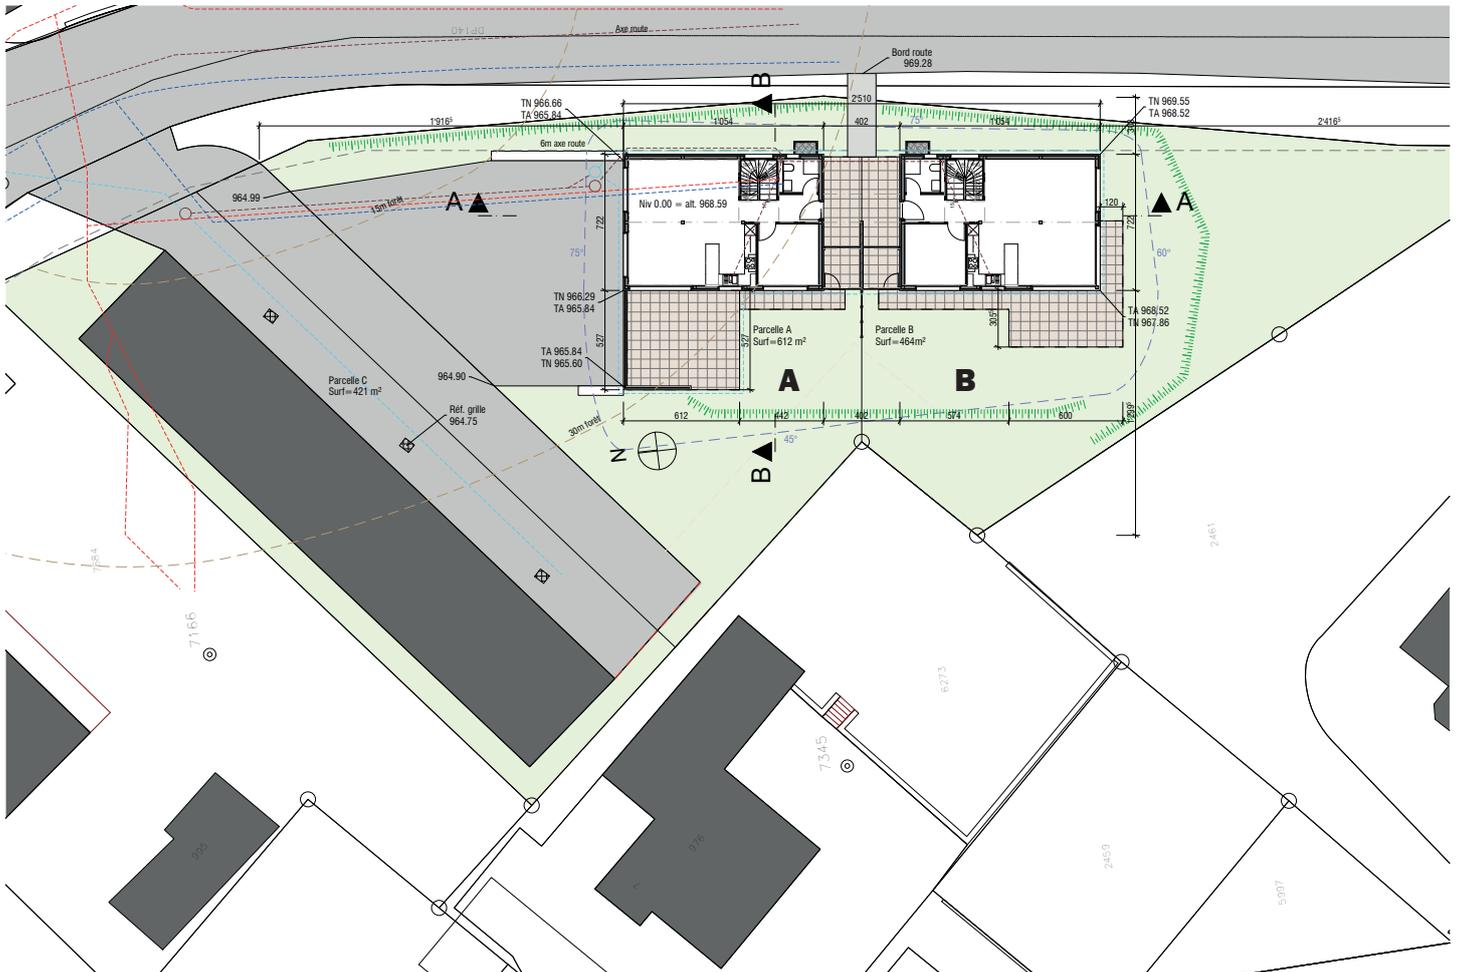 DP140
Axe route
Bord route
969.28
B
TN 966.66
TA 965.84
2'510
TN 969.55
TA 968.52
1'916⁵
1'054
402
75°
1'054
2'416⁵
6m axe route
964.99
15m forêt
A
Niv 0.00 = alt. 968.59
120
A
722
722
75°
60°
TN 966.29
TA 965.84
305⁵
TA 968.52
TN 967.86
Parcelle A
Surf=612 m²
Parcelle B
Surf=464m²
527
527
TA 965.84
TN 965.60
Parcelle C
Surf=421 m²
964.90
A
B
Réf. grille
964.75
612
442
402
574
600
30m forêt
45°
N
B
2461
7166
6273
7345
995
976
2459
5997